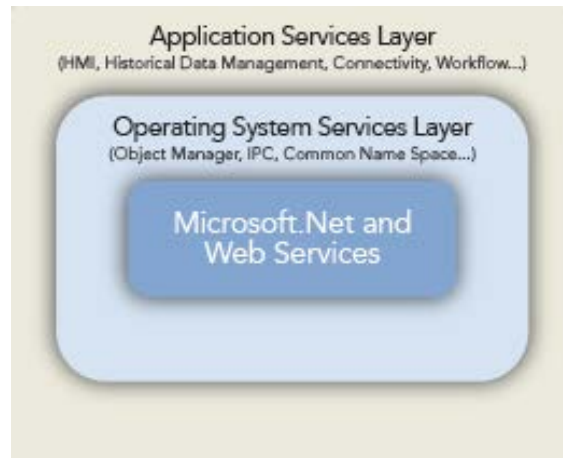 Application Services Layer
(HMI, Historical Data Management, Connectivity, Workflow...)
Operating System Services Layer
(Object Manager, IPC, Common Name Space...)
Microsoft.Net and
Web Services